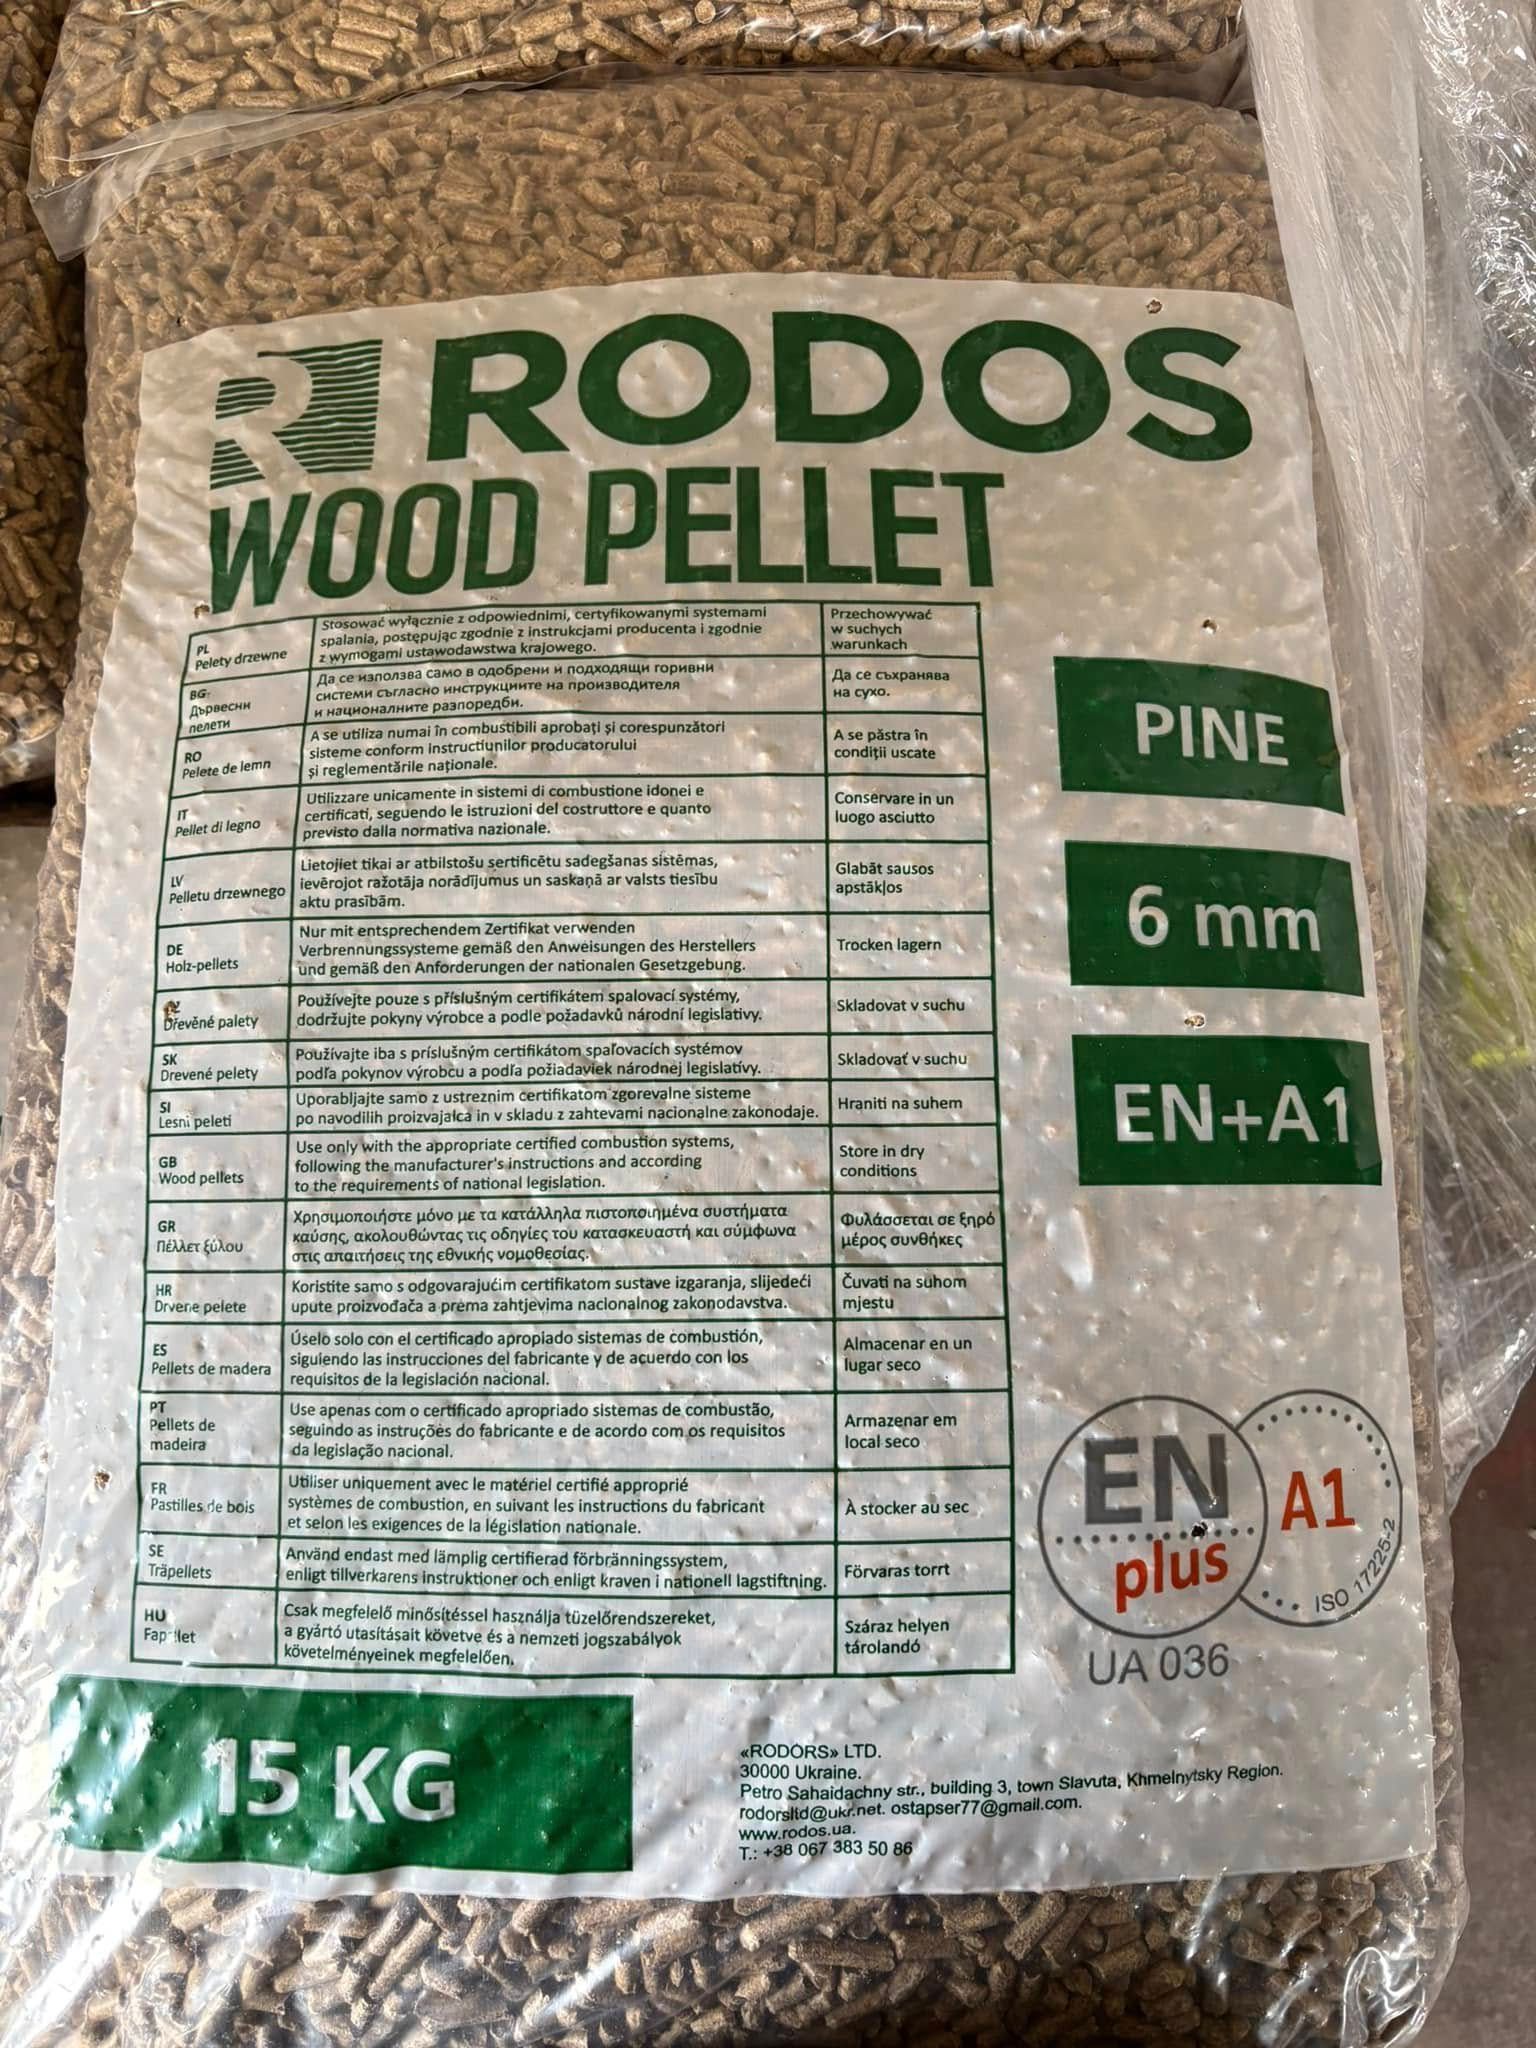 RODOS
WOOD PELLET
PL
Pelety drzewne
Stosować wyłącznie z odpowiednimi, certyfikowanymi systemami
spalania, postępując zgodnie z instrukcjami producenta i zgodnie
z wymogami ustawodawstwa krajowego.
Przechowywać
w suchych
warunkach
BG
Дървесни
пелети
Да се използва само в одобрени и подходящи горивни
системи съгласно инструкциите на производителя
и националните разпоредби.
Да се съхранява
на сухо.
RO
Pelete de lemn
A se utiliza numai în combustibili aprobați și corespunzători
sisteme conform instrucțiunilor producatorului
și reglementările naționale.
A se păstra în
condiții uscate
IT
Pellet di legno
Utilizzare unicamente in sistemi di combustione idonei e
certificati, seguendo le istruzioni del costruttore e quanto
previsto dalla normativa nazionale.
Conservare in un
luogo asciutto
LV
Pelletu drzewnego
Lietojiet tikai ar atbilstošu sertificētu sadegšanas sistēmas,
ievērojot ražotāja norādījumus un saskaņā ar valsts tiesību
aktu prasībām.
Glabāt sausos
apstākļos
DE
Holz-pellets
Nur mit entsprechendem Zertifikat verwenden
Verbrennungssysteme gemäß den Anweisungen des Herstellers
und gemäß den Anforderungen der nationalen Gesetzgebung.
Trocken lagern
Dřevěné palety
Používejte pouze s příslušným certifikátem spalovací systémy,
dodržujte pokyny výrobce a podle požadavků národní legislativy.
Skladovat v suchu
SK
Drevené pelety
Používajte iba s príslušným certifikátom spaľovacích systémov
podľa pokynov výrobcu a podľa požiadaviek národnej legislatívy.
Skladovať v suchu
SI
Lesni peleti
Uporabljajte samo z ustreznim certifikatom zgorevalne sisteme
po navodilih proizvajalca in v skladu z zahtevami nacionalne zakonodaje.
Hraniti na suhem
GB
Wood pellets
Use only with the appropriate certified combustion systems,
following the manufacturer's instructions and according
to the requirements of national legislation.
Store in dry
conditions
GR
Πέλλετ ξύλου
Χρησιμοποιήστε μόνο με τα κατάλληλα πιστοποιημένα συστήματα
καύσης, ακολουθώντας τις οδηγίες του κατασκευαστή και σύμφωνα
στις απαιτήσεις της εθνικής νομοθεσίας.
Φυλάσσεται σε ξηρό
μέρος συνθήκες
HR
Drvene pelete
Koristite samo s odgovarajućim certifikatom sustave izgaranja, slijedeći
upute proizvođača a prema zahtjevima nacionalnog zakonodavstva.
Čuvati na suhom
mjestu
ES
Pellets de madera
Úselo solo con el certificado apropiado sistemas de combustión,
siguiendo las instrucciones del fabricante y de acuerdo con los
requisitos de la legislación nacional.
Almacenar en un
lugar seco
PT
Pellets de
madeira
Use apenas com o certificado apropriado sistemas de combustão,
seguindo as instruções do fabricante e de acordo com os requisitos
da legislação nacional.
Armazenar em
local seco
FR
Pastilles de bois
Utiliser uniquement avec le matériel certifié approprié
systèmes de combustion, en suivant les instructions du fabricant
et selon les exigences de la législation nationale.
À stocker au sec
SE
Träpellets
Använd endast med lämplig certifierad förbränningssystem,
enligt tillverkarens instruktioner och enligt kraven i nationell lagstiftning.
Förvaras torrt
HU
Csak megfelelő minősítéssel használja tüzelőrendszereket,
a gyártó utasításait követve és a nemzeti jogszabályok
követelményeinek megfelelően.
Száraz helyen
tárolandó
PINE
6 mm
EN+A1
EN
plus
A1
ISO 17225-2
UA 036
15 KG
«RODORS» LTD.
30000 Ukraine.
Petro Sahaidachny str., building 3, town Slavuta, Khmelnytsky Region.
rodorsltd@ukr.net. ostapser77@gmail.com.
www.rodos.ua.
T.: +38 067 383 50 86